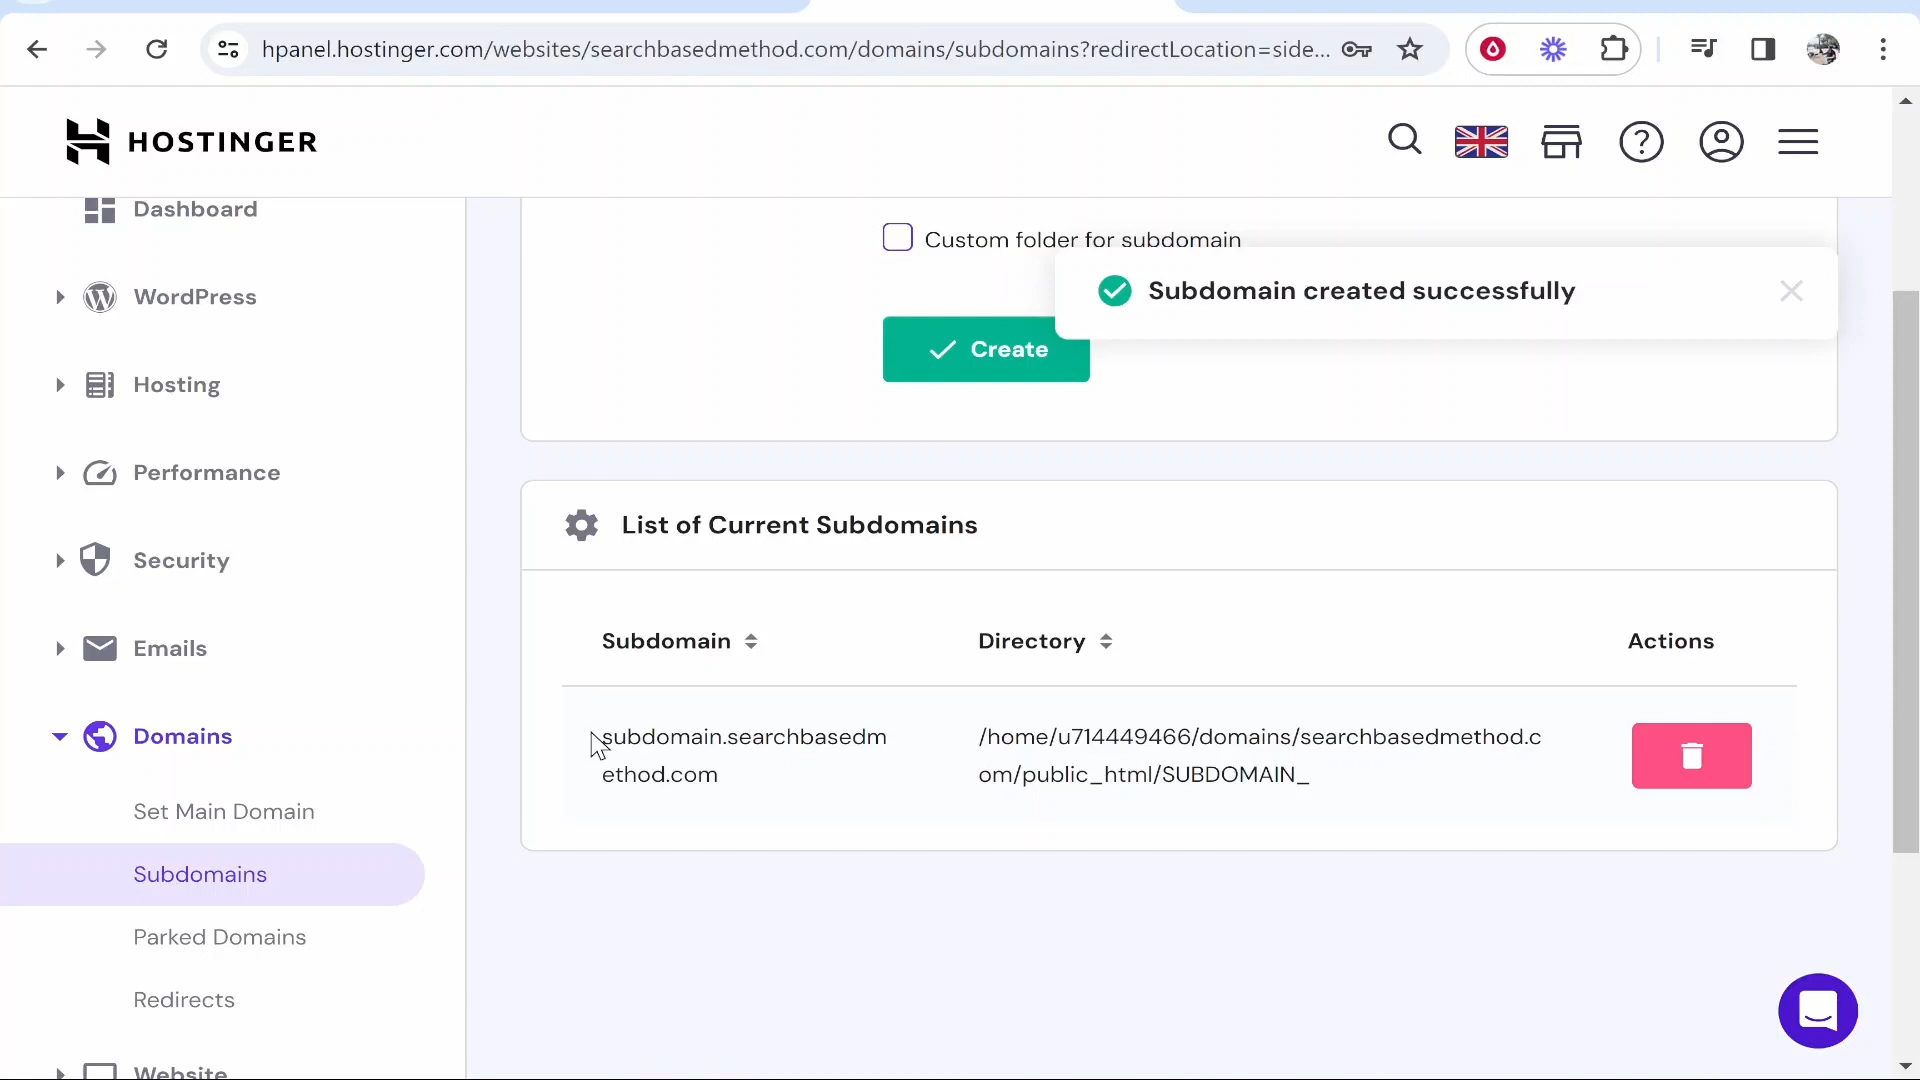 hpanel.hostinger.com/websites/searchbasedmethod.com/domains/subdomains?redirectLocation=side...
HOSTINGER
Dashboard
WordPress
Hosting
Performance
Security
Emails
Domains
Set Main Domain
Subdomains
Parked Domains
Redirects
Website
Custom folder for subdomain
Subdomain created successfully
Create
List of Current Subdomains
Subdomain Directory Actions
subdomain.searchbasedm
ethod.com
/home/u714449466/domains/searchbasedmethod.c
om/public_html/SUBDOMAIN_